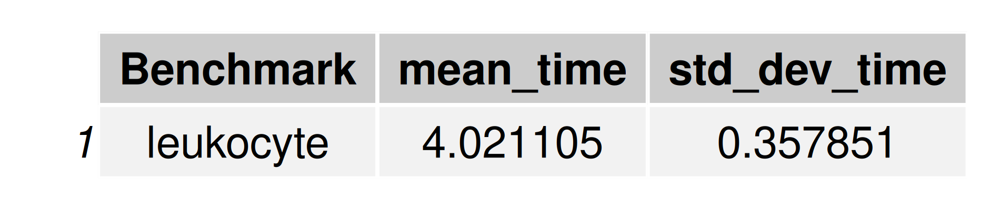 Benchmark mean_time std_dev_time
1 leukocyte 4.021105 0.357851